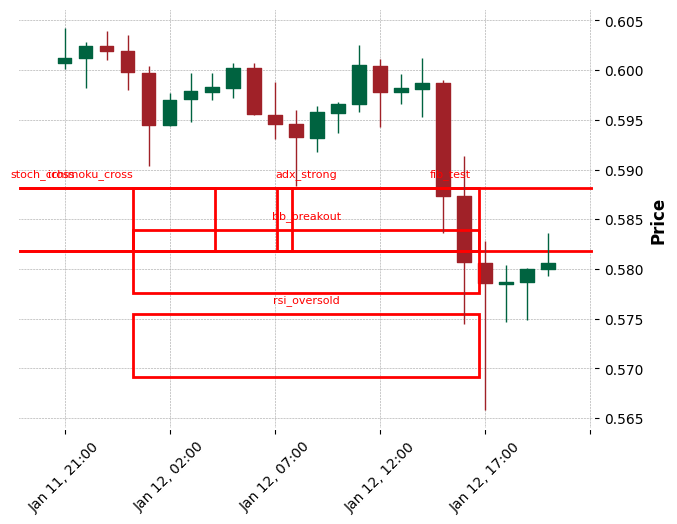 0.605
0.600
0.595
0.590
0.585
0.580
0.575
0.570
0.565
Price
stoch_cross
ichimoku_cross
adx_strong
bb_breakout
rsi_oversold
Jan 11, 21:00
Jan 12, 02:00
Jan 12, 07:00
Jan 12, 12:00
Jan 12, 17:00